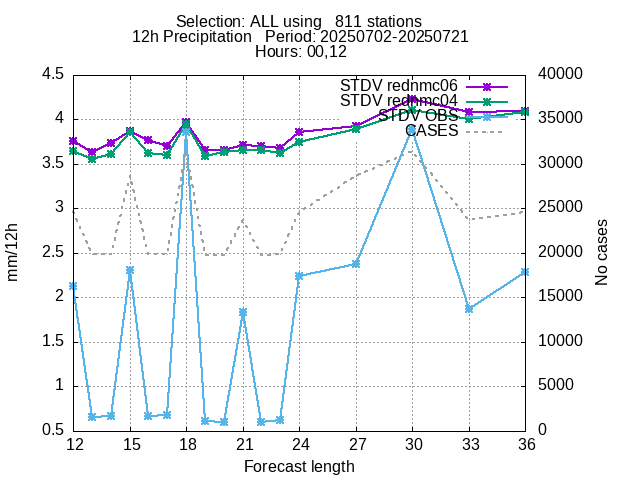 Selection: ALL using   811 stations
12h Precipitation   Period: 20250702-20250721
Hours: 00,12
STDV rednmc06
STDV rednmc04
STDV OBS
CASES
mm/12h
4.5
4
3.5
3
2.5
2
1.5
1
0.5
No cases
40000
35000
30000
25000
20000
15000
10000
5000
0
12 15 18 21 24 27 30 33 36
Forecast length